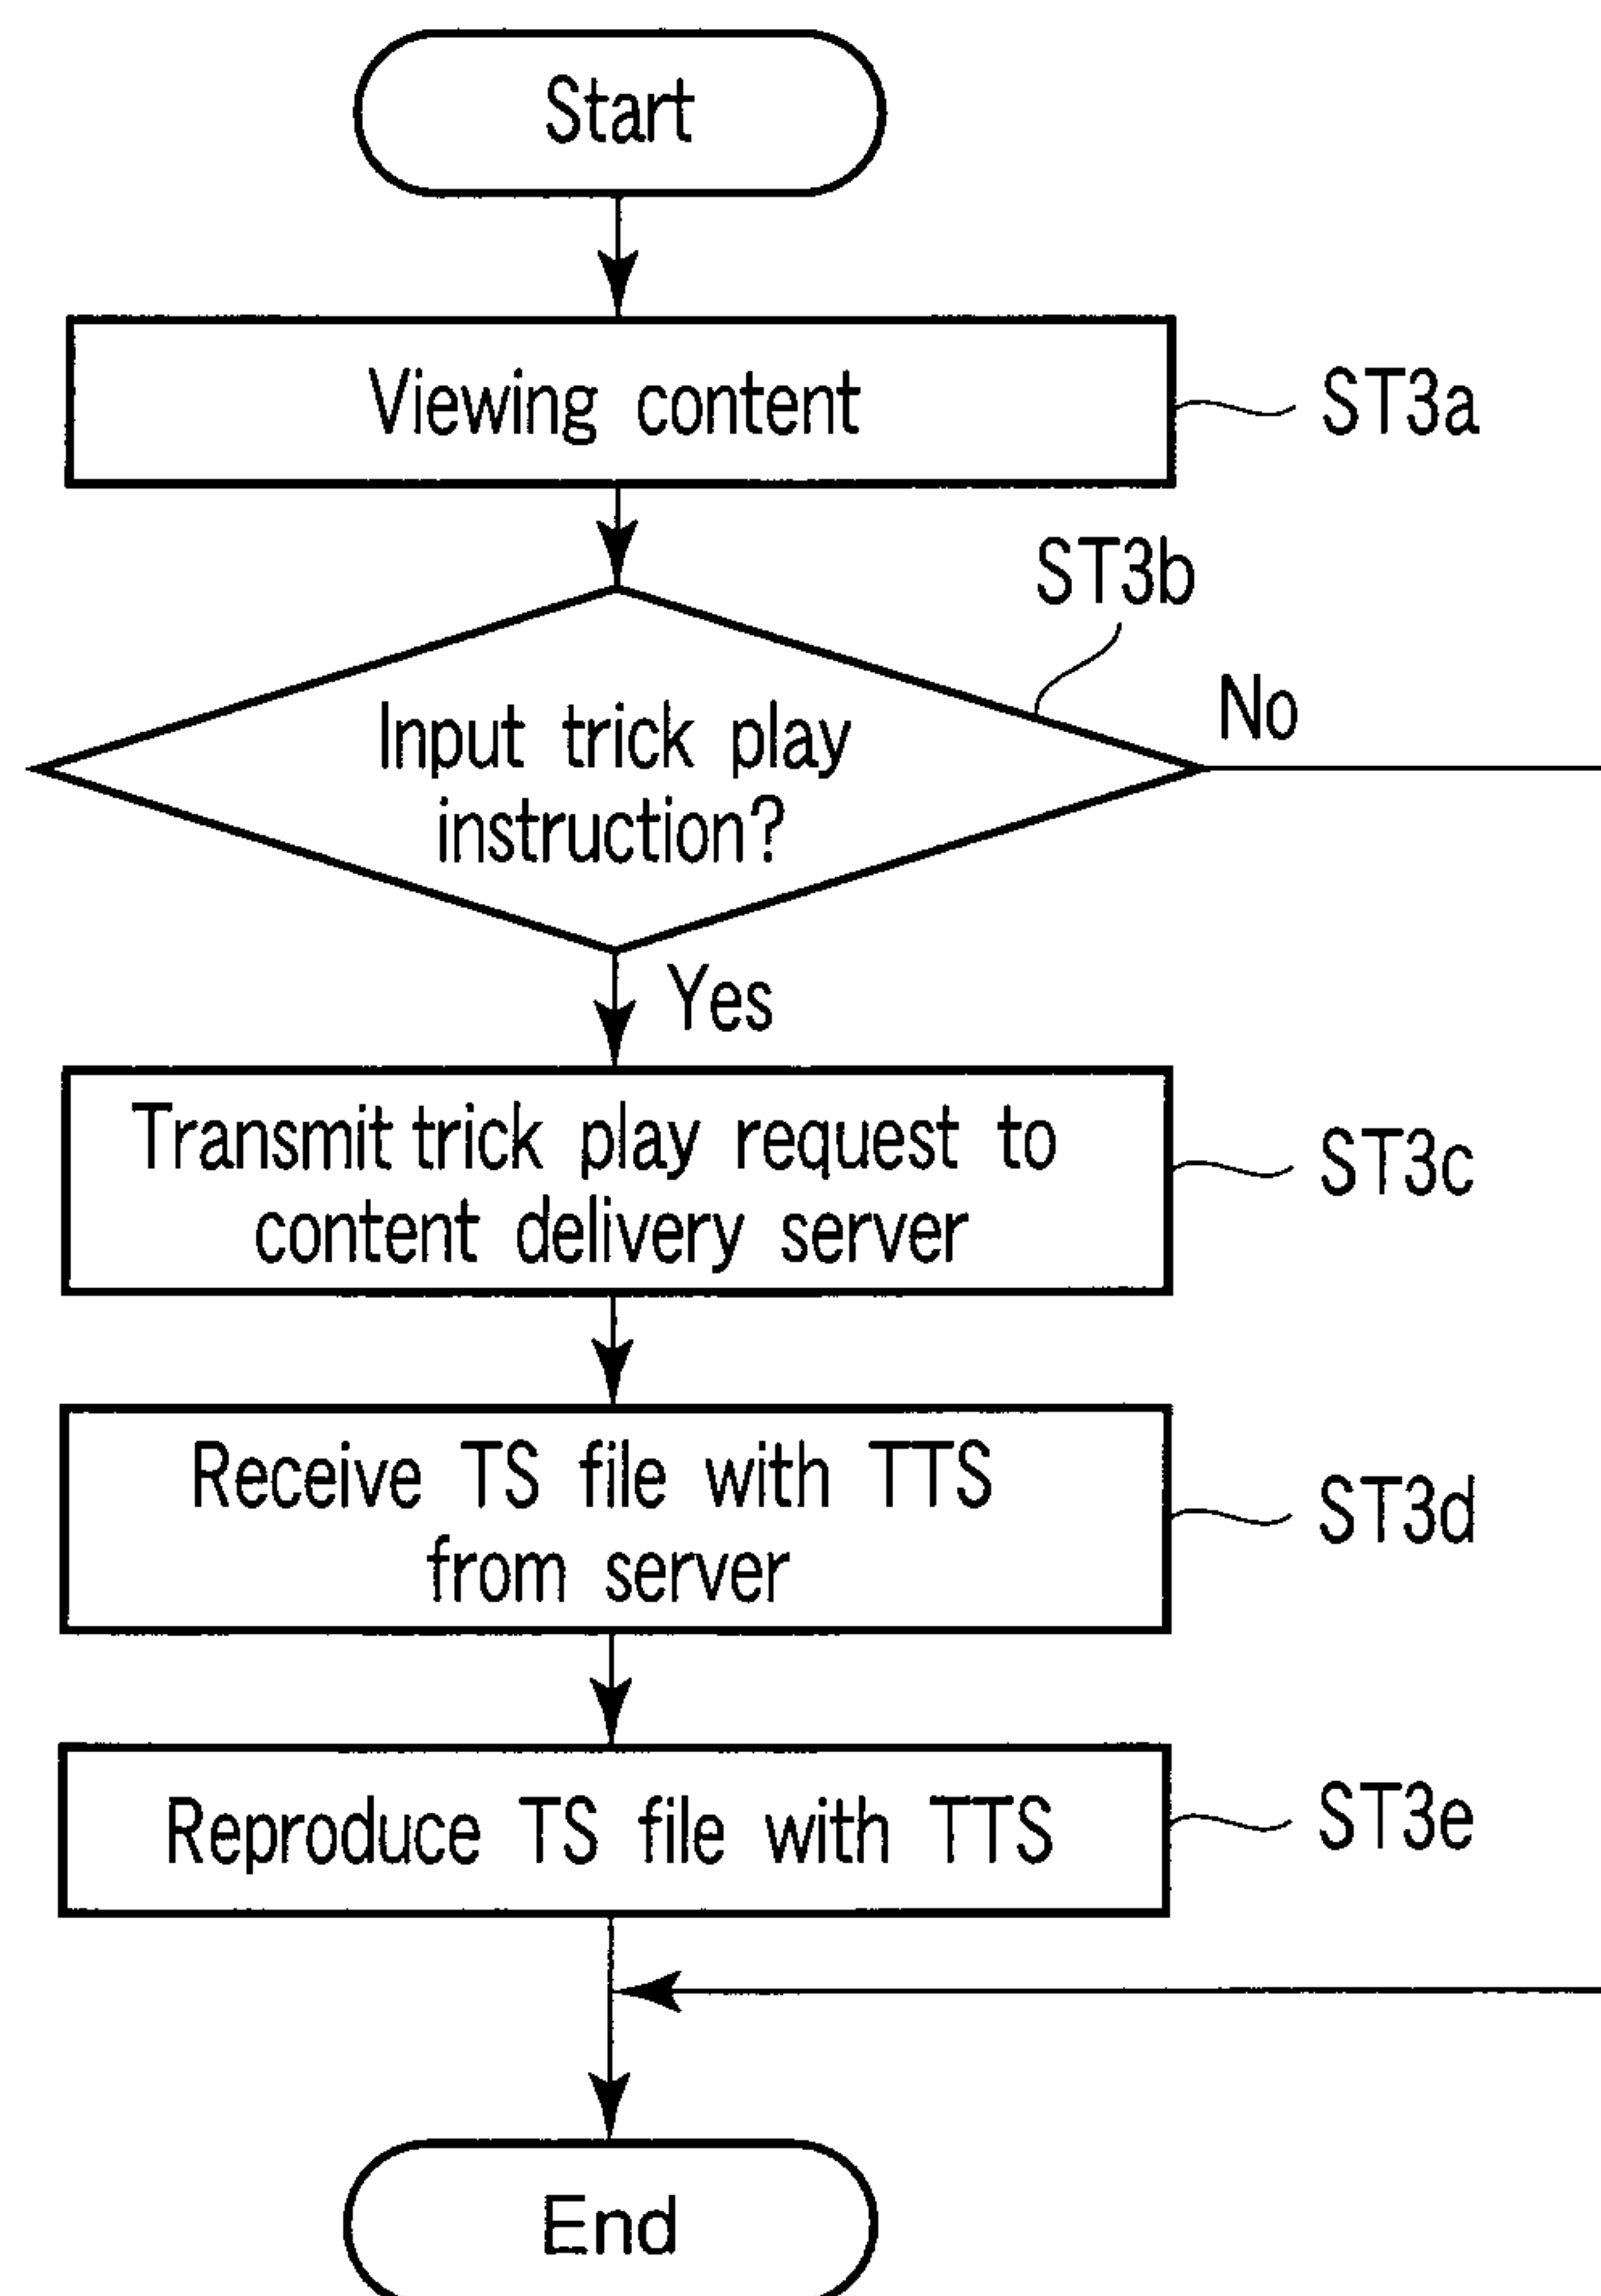 Start
Viewing content
ST3a
ST3b
No
Input trick play
instruction?
Yes
Transmit trick play request to
content delivery server
ST3c
Receive TS file with TTS
from server
ST3d
Reproduce TS file with TTS
ST3e
End